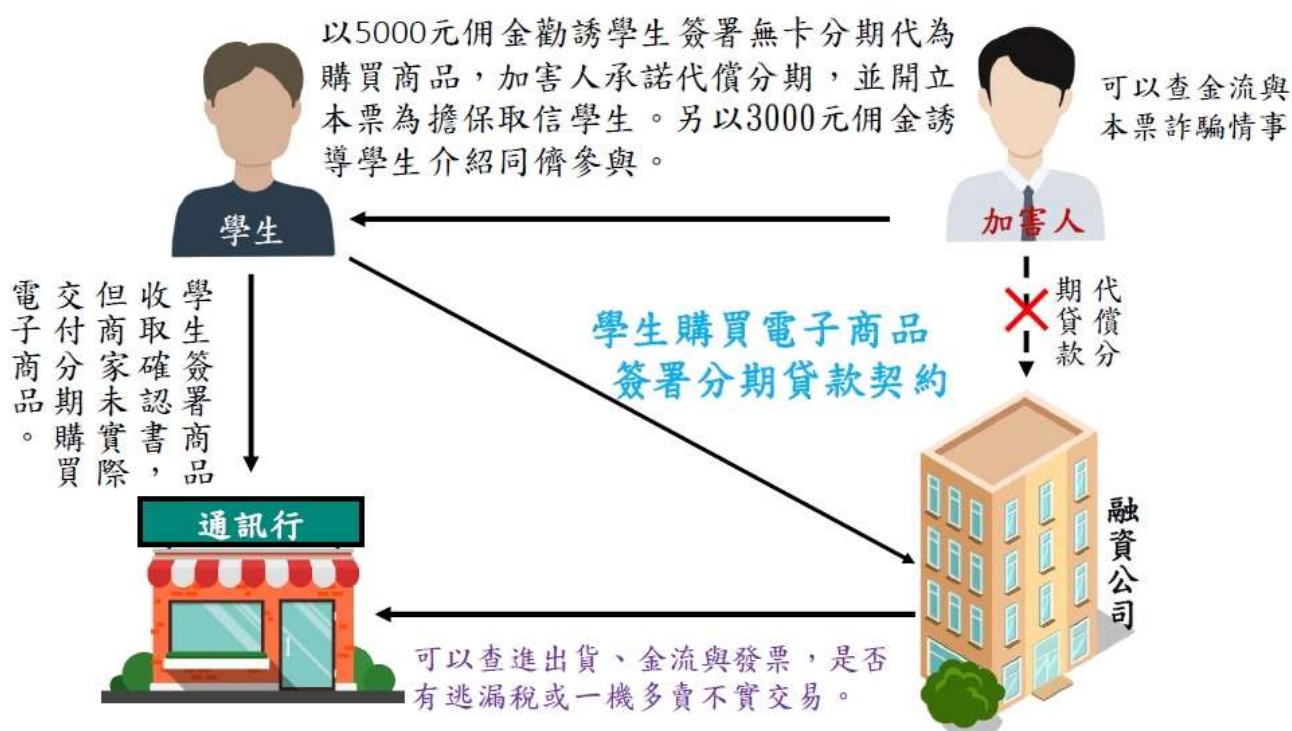 以5000元佣金勸誘學生簽署無卡分期代為
購買商品，加害人承諾代償分期，並開立
本票為擔保取信學生。另以3000元佣金誘
導學生介紹同儕參與。
可以查金流與
本票詐騙情事
學生
加害人
學生簽署商品
收取確認書，
但商家未實際
交付分期購買
電子商品。
學生購買電子商品
簽署分期貸款契約
代償分
期貸款
通訊行
融資公司
可以查進出貨、金流與發票，是否
有逃漏稅或一機多賣不實交易。